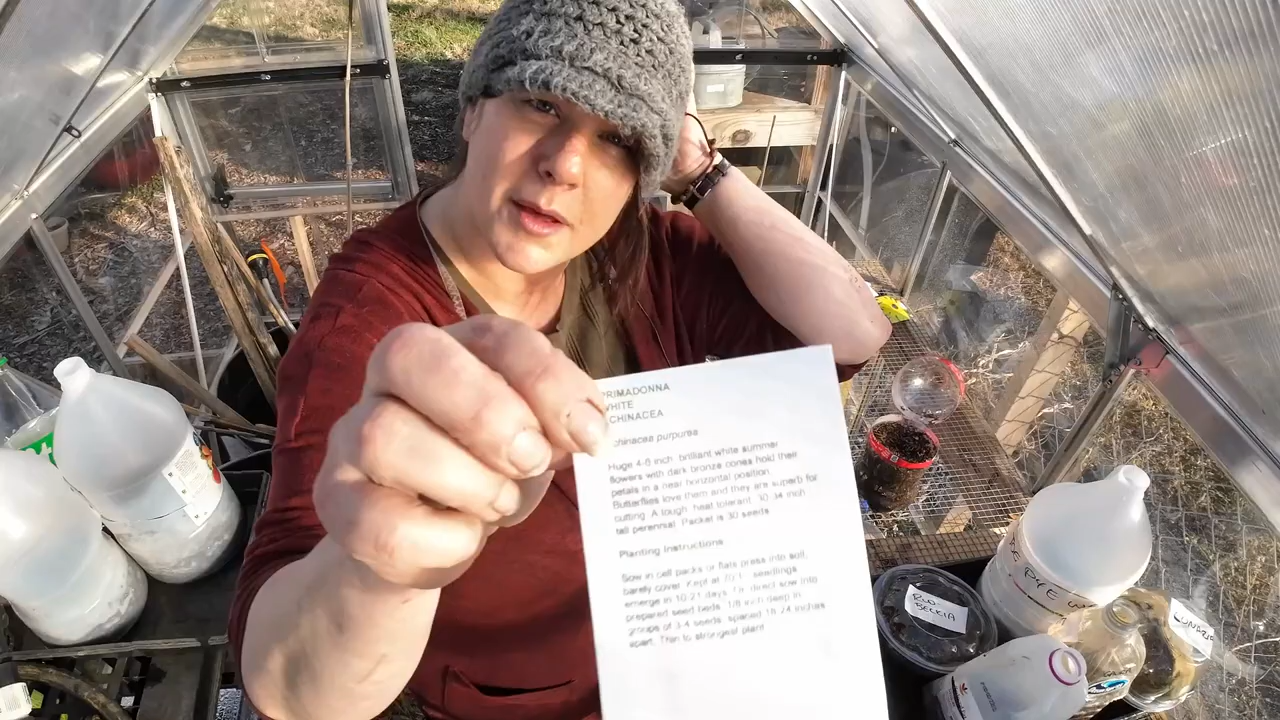 PRIMADONNA
WHITE
ECHINACEA
Echinacea purpurea
Huge 4-6 inch brilliant white summer
flowers with dark bronze cones hold their
petals in a near horizontal position
Butterflies love them and they are superb for
cutting. A tough, heat tolerant 30-34 inch
tall perennial. Packet is 30 seeds
Planting Instructions
Sow in cell packs or flats press into soil,
barely cover. Kept at 70 seedlings
emerge in 10-21 days. Or direct sow into
prepared seed beds 1/8 inch deep in
groups of 3-4 seeds, spaced 18-24 inches
apart. Thin to strongest plant
RUD
BECKIA
PYE W
LUNARIA